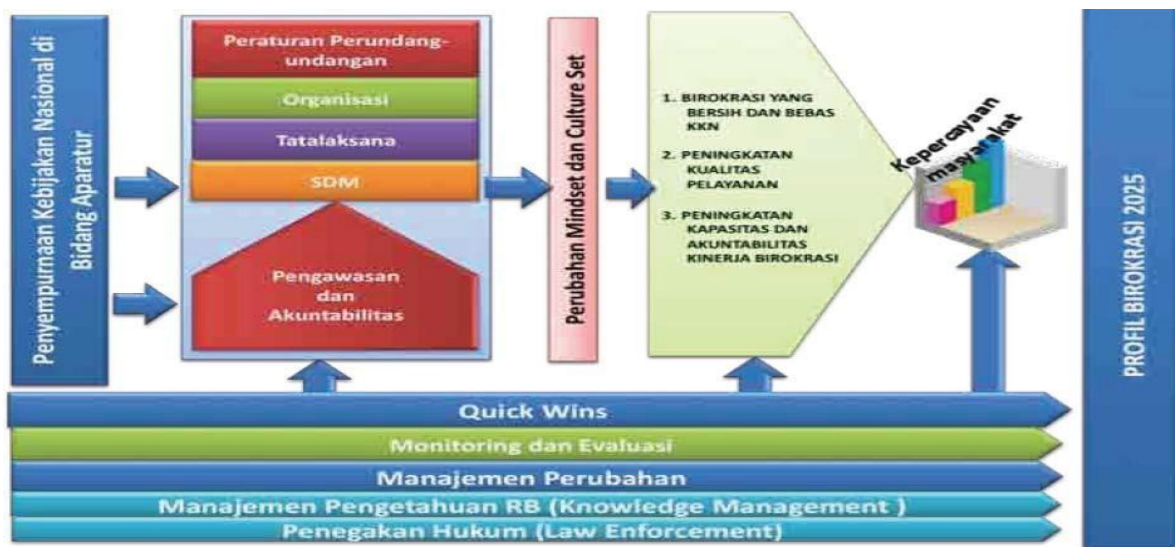 Penyempurnaan Kebijakan Nasional di
Bidang Aparatur
Peraturan Perundang-
undangan
Organisasi
Tatalaksana
SDM
Pengawasan
dan
Akuntabilitas
Perubahan Mindset dan Culture Set
1. BIROKRASI YANG
BERSIH DAN BEBAS
KKN
2. PENINGKATAN
KUALITAS
PELAYANAN
3. PENINGKATAN
KAPASITAS DAN
AKUNTABILITAS
KINERJA BIROKRASI
Kepercayaan
masyarakat
PROFIL BIROKRASI 2025
Quick Wins
Monitoring dan Evaluasi
Manajemen Perubahan
Manajemen Pengetahuan RB (Knowledge Management )
Penegakan Hukum (Law Enforcement)